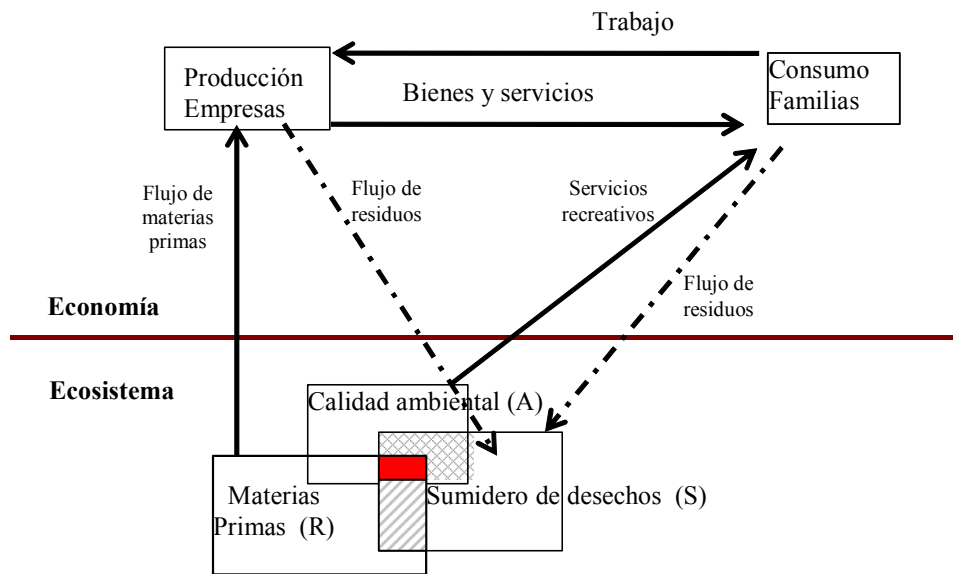 Trabajo
Producción
Empresas
Consumo
Familias
Bienes y servicios
Flujo de
materias
primas
Flujo de
residuos
Servicios
recreativos
Flujo de
residuos
Economía
Ecosistema
Calidad ambiental (A)
Materias
Primas (R)
Sumidero de desechos (S)